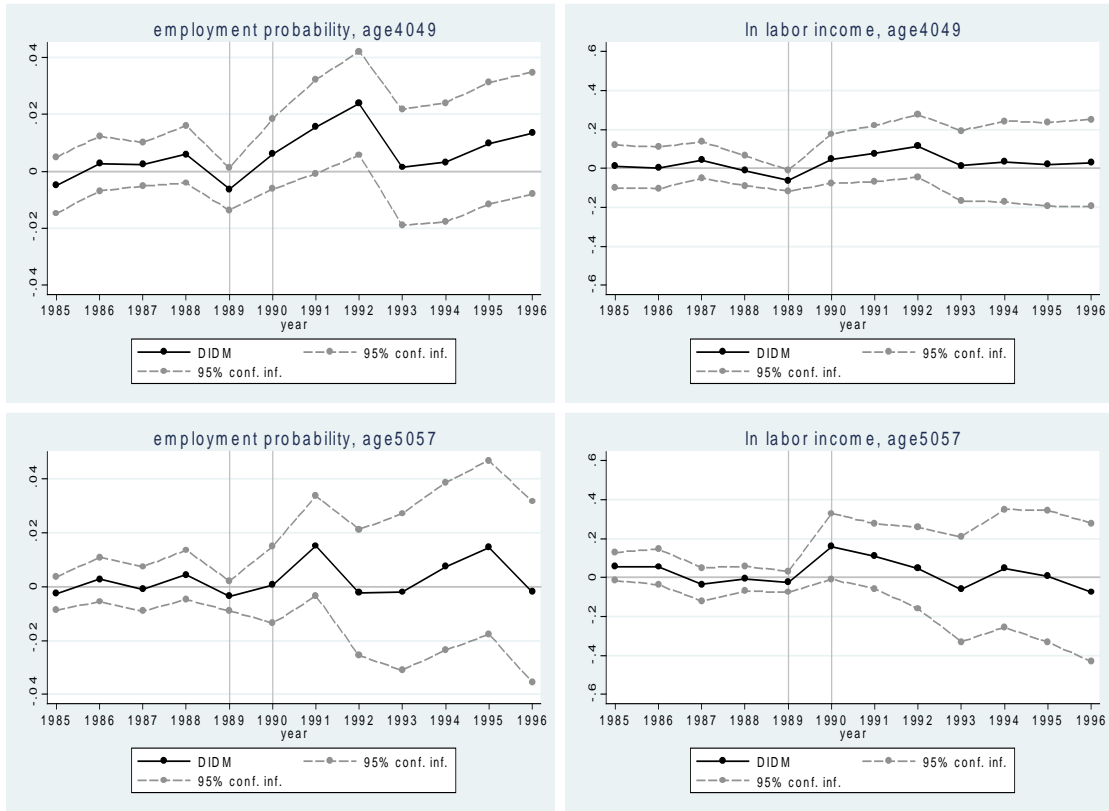 employment probability, age4049
.04
.02
0
-.02
-.04
1985 1986 1987 1988 1989 1990 1991 1992 1993 1994 1995 1996
year
DIDM 95% conf. inf.
95% conf. inf.
ln labor income, age4049
.6
.4
.2
0
-.2
-.4
-.6
1985 1986 1987 1988 1989 1990 1991 1992 1993 1994 1995 1996
year
DIDM 95% conf. inf.
95% conf. inf.
employment probability, age5057
.04
.02
0
-.02
-.04
1985 1986 1987 1988 1989 1990 1991 1992 1993 1994 1995 1996
year
DIDM 95% conf. inf.
95% conf. inf.
ln labor income, age5057
.6
.4
.2
0
-.2
-.4
-.6
1985 1986 1987 1988 1989 1990 1991 1992 1993 1994 1995 1996
year
DIDM 95% conf. inf.
95% conf. inf.